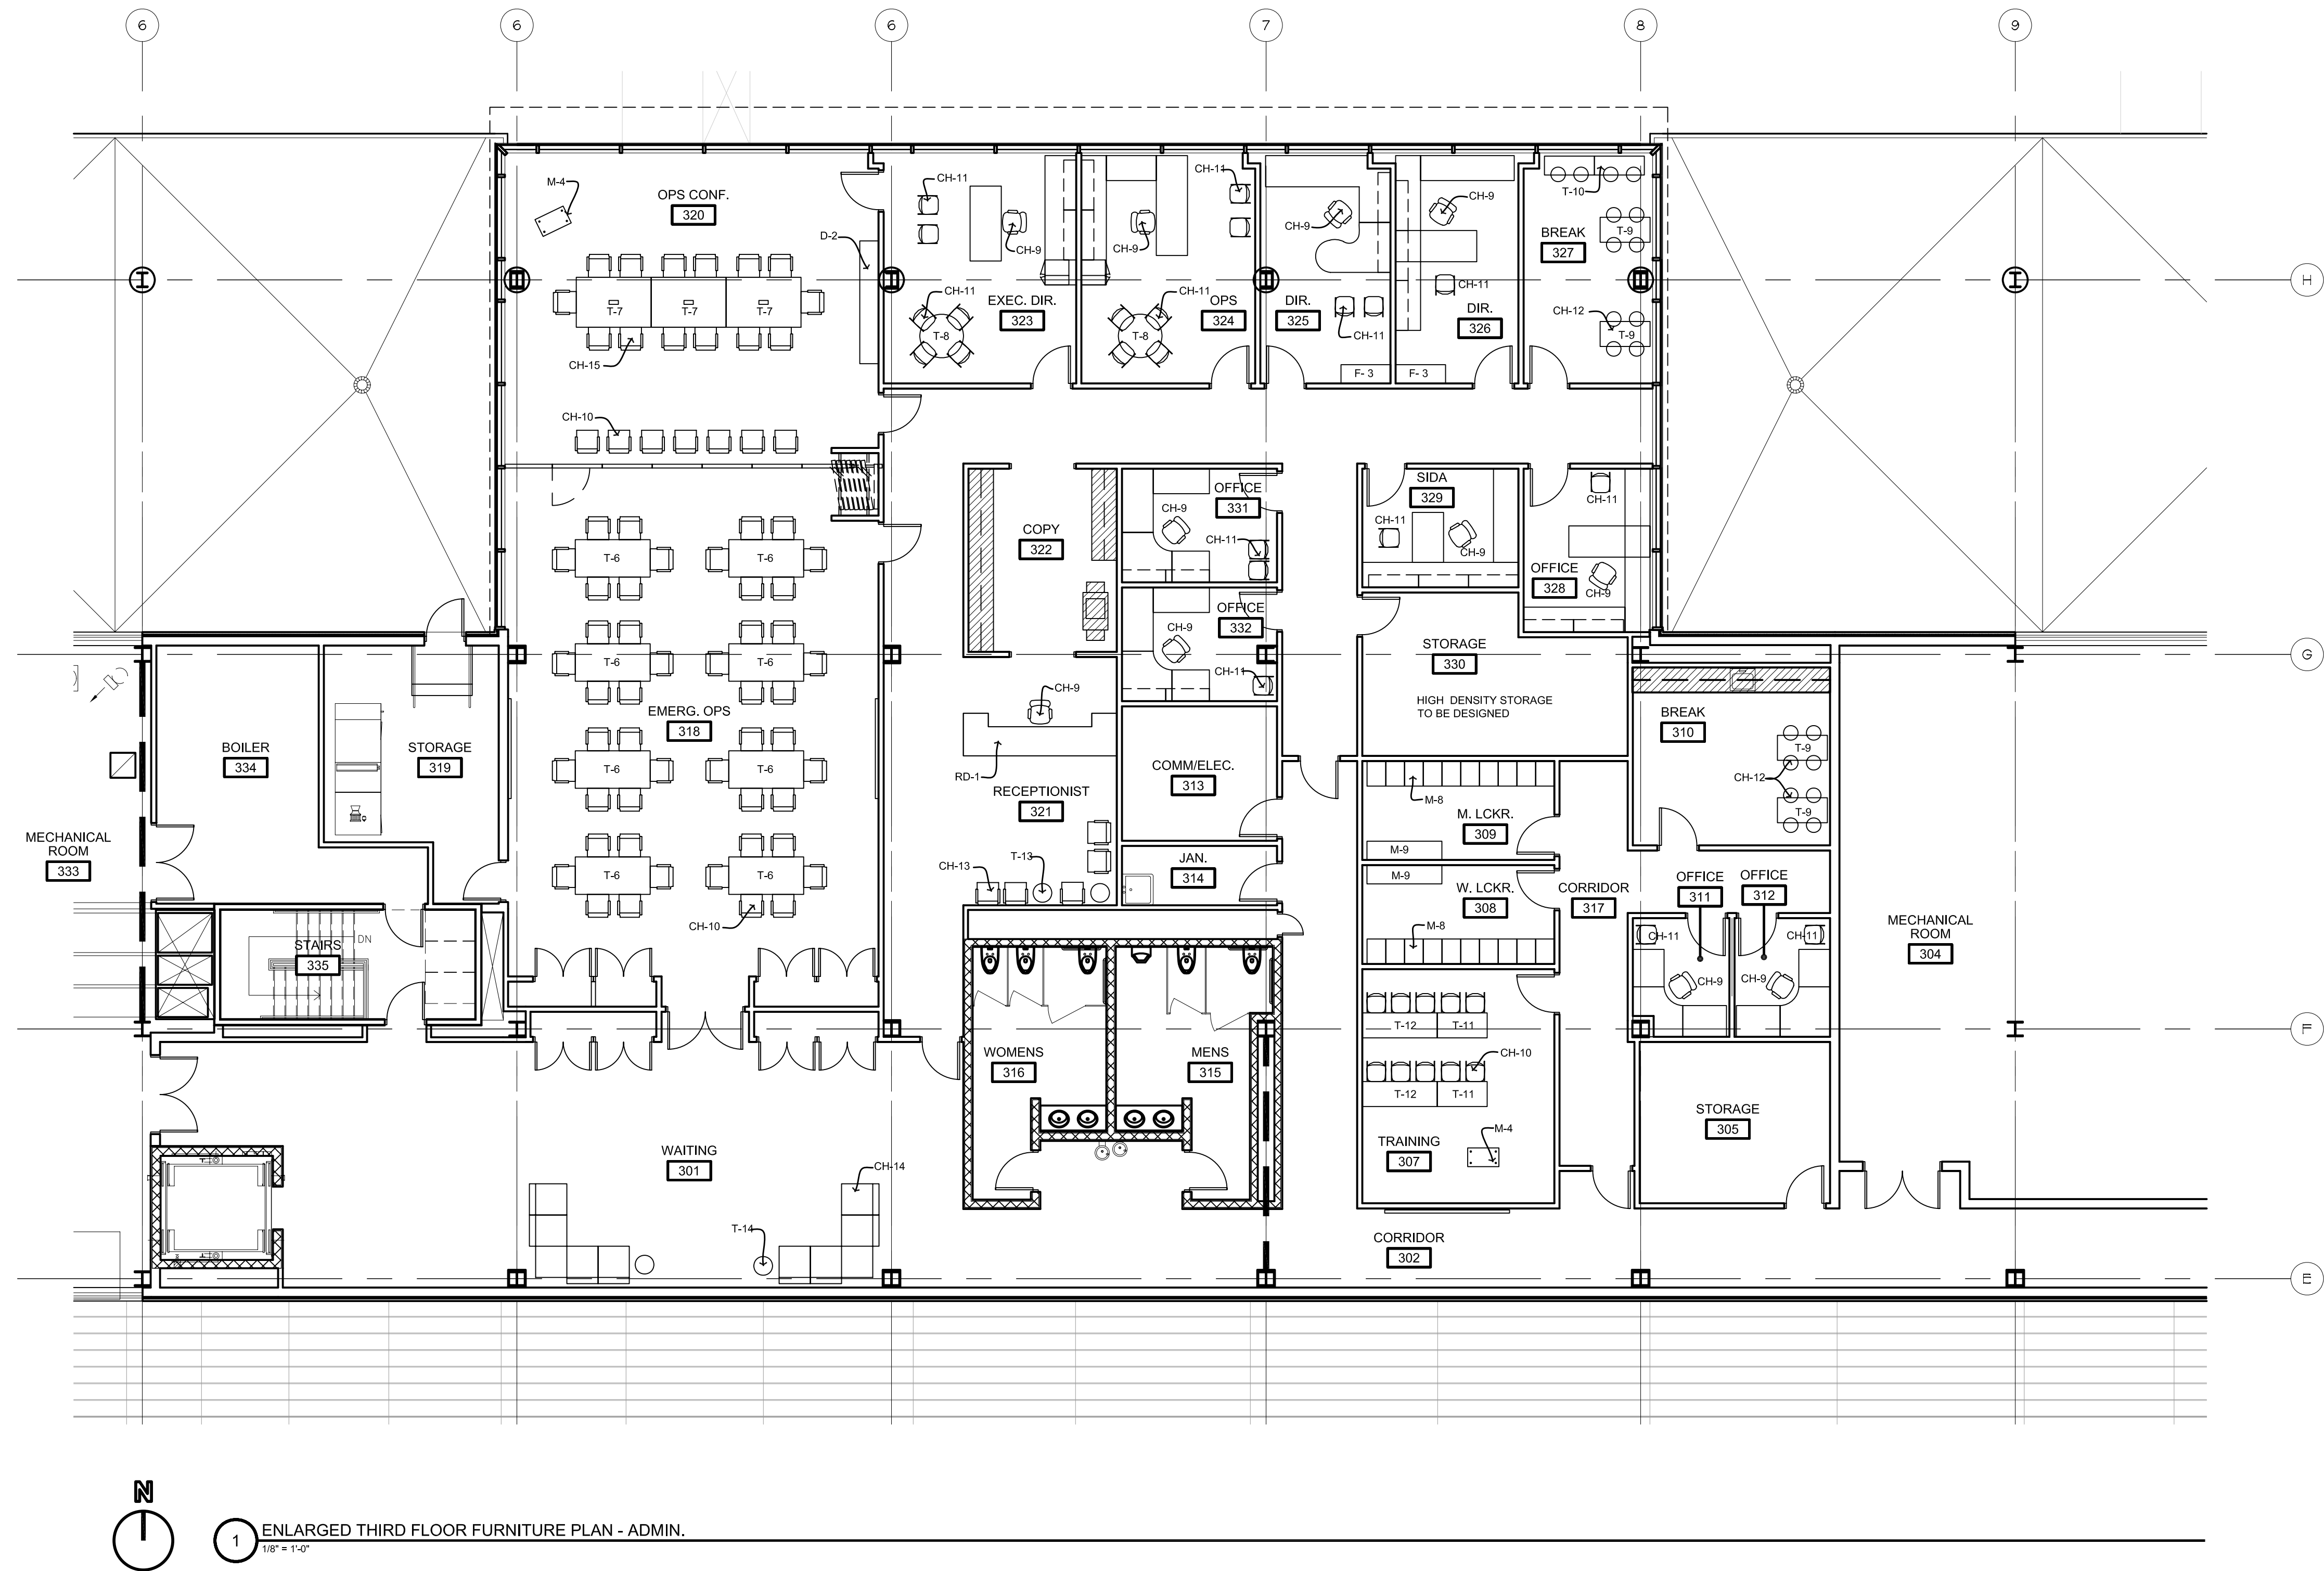 6
6
6
7
8
9
M-4
OPS CONF.
320
D-2
CH-11
CH-9
CH-11
EXEC. DIR.
323
T-8
CH-11
CH-9
CH-11
OPS
324
T-8
CH-9
DIR.
325
CH-11
F- 3
CH-9
CH-11
DIR.
326
F- 3
T-10
T-9
BREAK
327
CH-12
T-9
H
T-7
T-7
T-7
CH-15
CH-10
COPY
322
OFFICE
331
CH-9
CH-11
SIDA
329
CH-11
CH-9
CH-11
OFFICE
328
CH-9
T-6
T-6
T-6
T-6
OFFICE
332
CH-9
CH-11
STORAGE
330
HIGH DENSITY STORAGE
TO BE DESIGNED
G
CH-9
EMERG. OPS
318
BOILER
334
STORAGE
319
T-6
T-6
RD-1
RECEPTIONIST
321
COMM/ELEC.
313
M-8
M. LCKR.
309
M-9
BREAK
310
T-9
CH-12
T-9
MECHANICAL
ROOM
333
T-6
T-6
CH-10
CH-13
T-13
JAN.
314
M-9
W. LCKR.
308
M-8
CORRIDOR
317
OFFICE
311
OFFICE
312
CH-11
CH-11
CH-9
CH-9
MECHANICAL
ROOM
304
STAIRS
335
DN
T-12
T-11
F
WOMENS
316
MENS
315
CH-10
T-12
T-11
STORAGE
305
TRAINING
307
M-4
WAITING
301
CH-14
T-14
CORRIDOR
302
E
N
1
ENLARGED THIRD FLOOR FURNITURE PLAN - ADMIN.
1/8" = 1'-0"